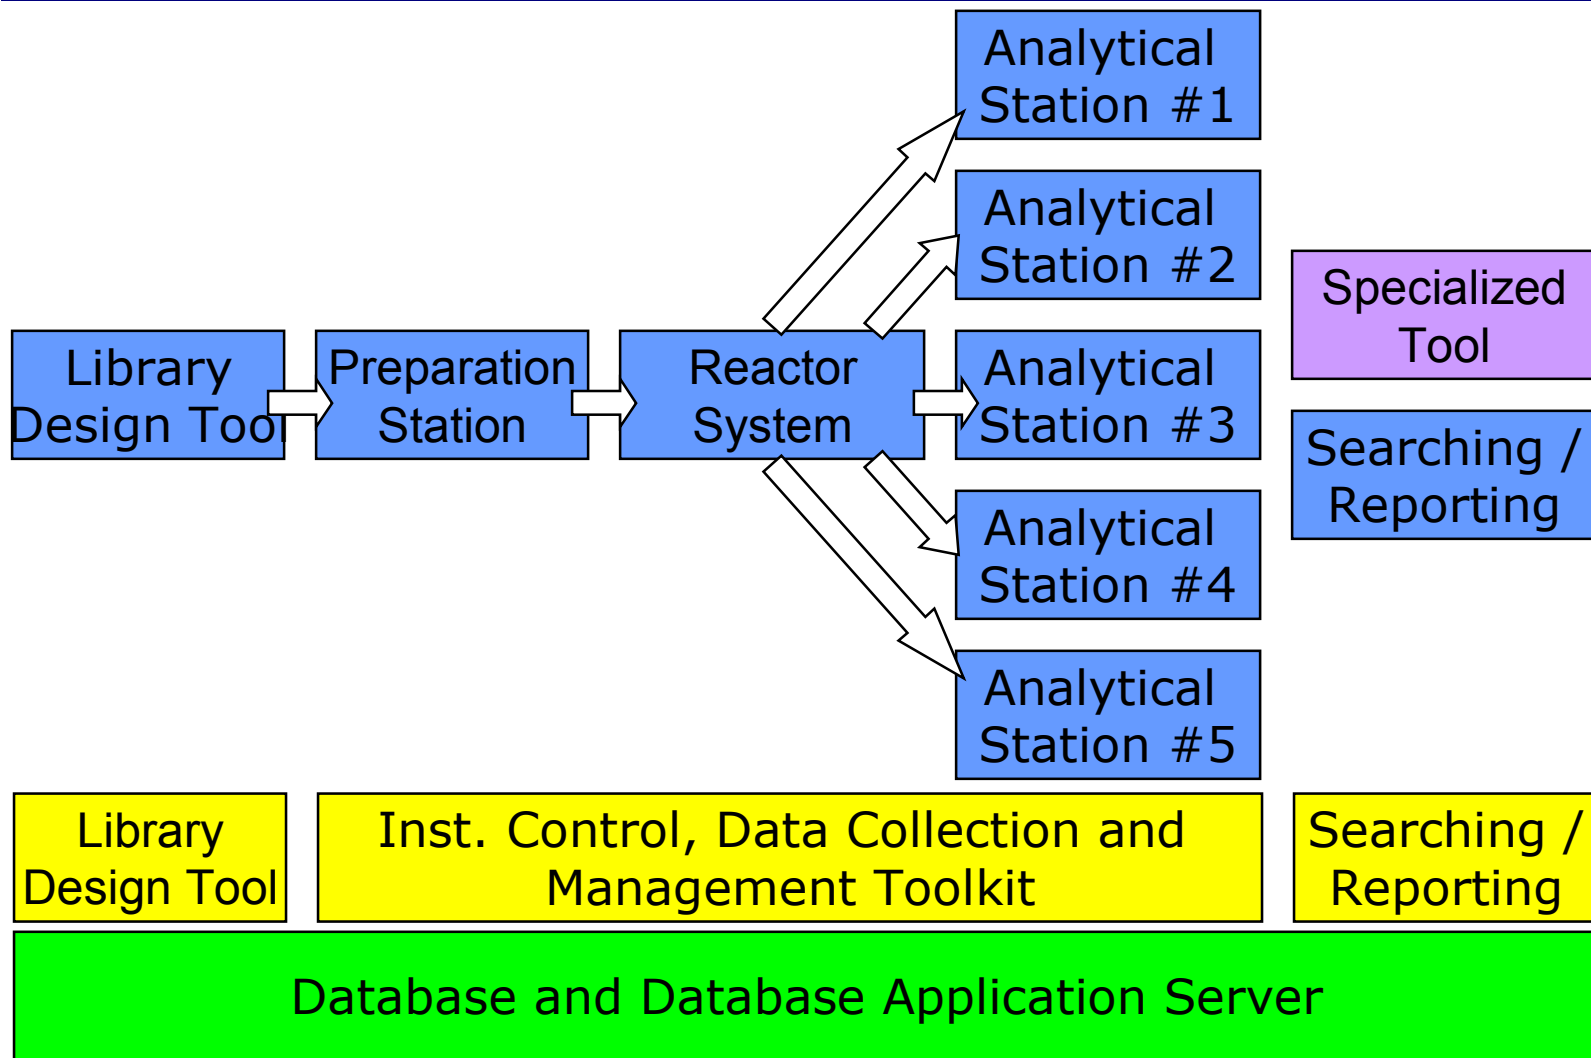 Analytical
Station #1
Analytical
Station #2
Specialized
Tool
Library
Design Tool
Preparation
Station
Reactor
System
Analytical
Station #3
Searching /
Reporting
Analytical
Station #4
Analytical
Station #5
Library
Design Tool
Inst. Control, Data Collection and
Management Toolkit
Searching /
Reporting
Database and Database Application Server